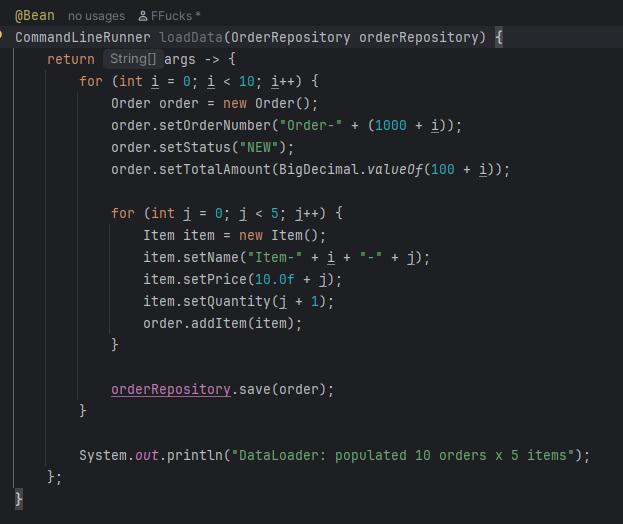 @Bean no usages FFucks *
CommandLineRunner loadData(OrderRepository orderRepository) {
    return String[] args -> {
        for (int i = 0; i < 10; i++) {
            Order order = new Order();
            order.setOrderNumber("Order-" + (1000 + i));
            order.setStatus("NEW");
            order.setTotalAmount(BigDecimal.valueOf(100 + i));

            for (int j = 0; j < 5; j++) {
                Item item = new Item();
                item.setName("Item-" + i + "-" + j);
                item.setPrice(10.0f + j);
                item.setQuantity(j + 1);
                order.addItem(item);
            }

            orderRepository.save(order);
        }

        System.out.println("DataLoader: populated 10 orders x 5 items");
    };
}